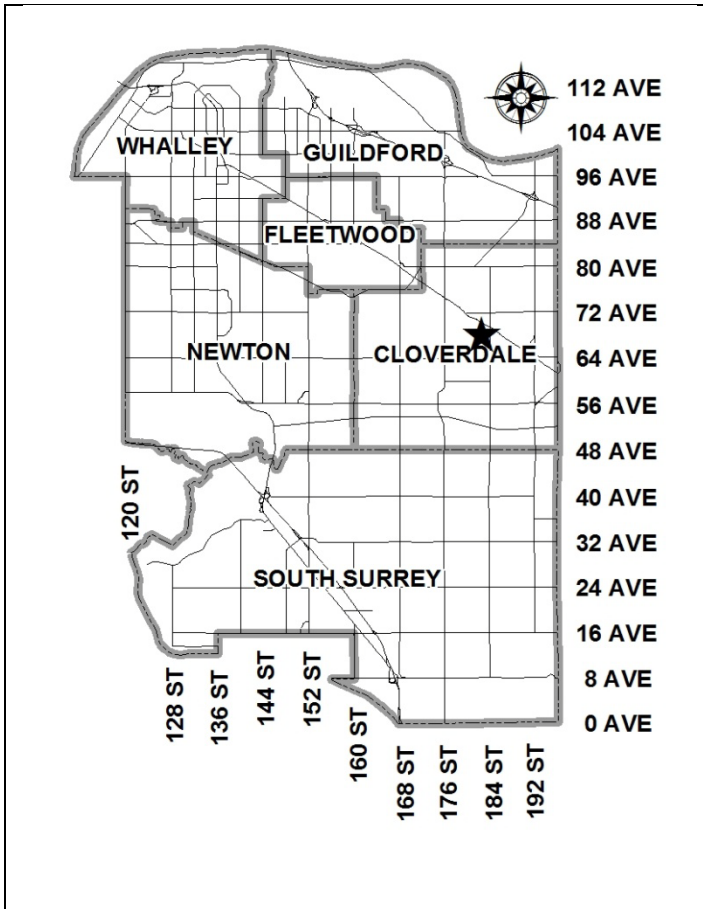 112 AVE
104 AVE
WHALLEY
GUILDFORD
96 AVE
88 AVE
FLEETWOOD
80 AVE
72 AVE
NEWTON
CLOVERDALE
64 AVE
56 AVE
48 AVE
120 ST
40 AVE
32 AVE
SOUTH SURREY
24 AVE
16 AVE
128 ST
136 ST
144 ST
152 ST
8 AVE
160 ST
0 AVE
168 ST
176 ST
184 ST
192 ST